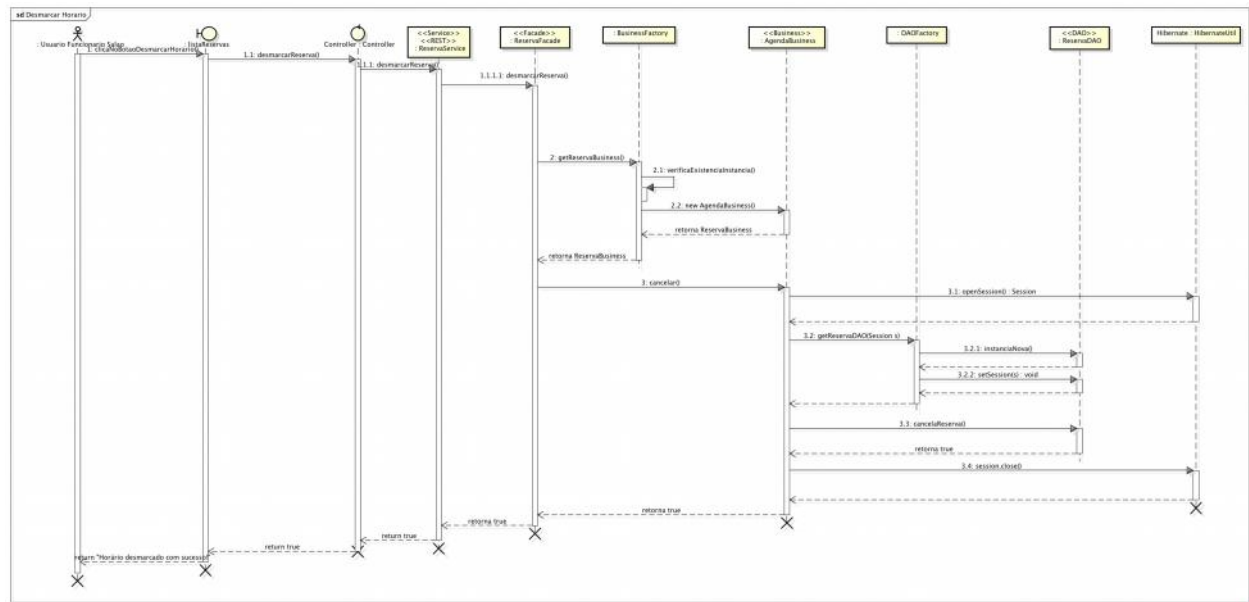 sd Desmarcar Horario
: Usuario Funcionario Salao
: listaReservas
Controller : Controller
<<Service>>
<<REST>>
: ReservaService
<<Facade>>
: ReservaFacade
: BusinessFactory
<<Business>>
: AgendaBusiness
: DAOFactory
<<DAO>>
: ReservaDAO
Hibernate : HibernateUtil
1: clicaNoBotaoDesmarcarHorario()
1.1: desmarcarReserva()
1.1.1: desmarcarReserva()
1.1.1.1: desmarcarReserva()
2: getReservaBusiness()
2.1: verificaExistenciaInstancia()
2.2: new AgendaBusiness()
retorna ReservaBusiness
retorna ReservaBusiness
3: cancelar()
3.1: openSession() : Session
3.2: getReservaDAO(Session s)
3.2.1: instanciaNova()
3.2.2: setSession(s) : void
3.3: cancelaReserva()
retorna true
3.4: session.close()
retorna true
retorna true
return true
return true
return "Horário desmarcado com sucesso"